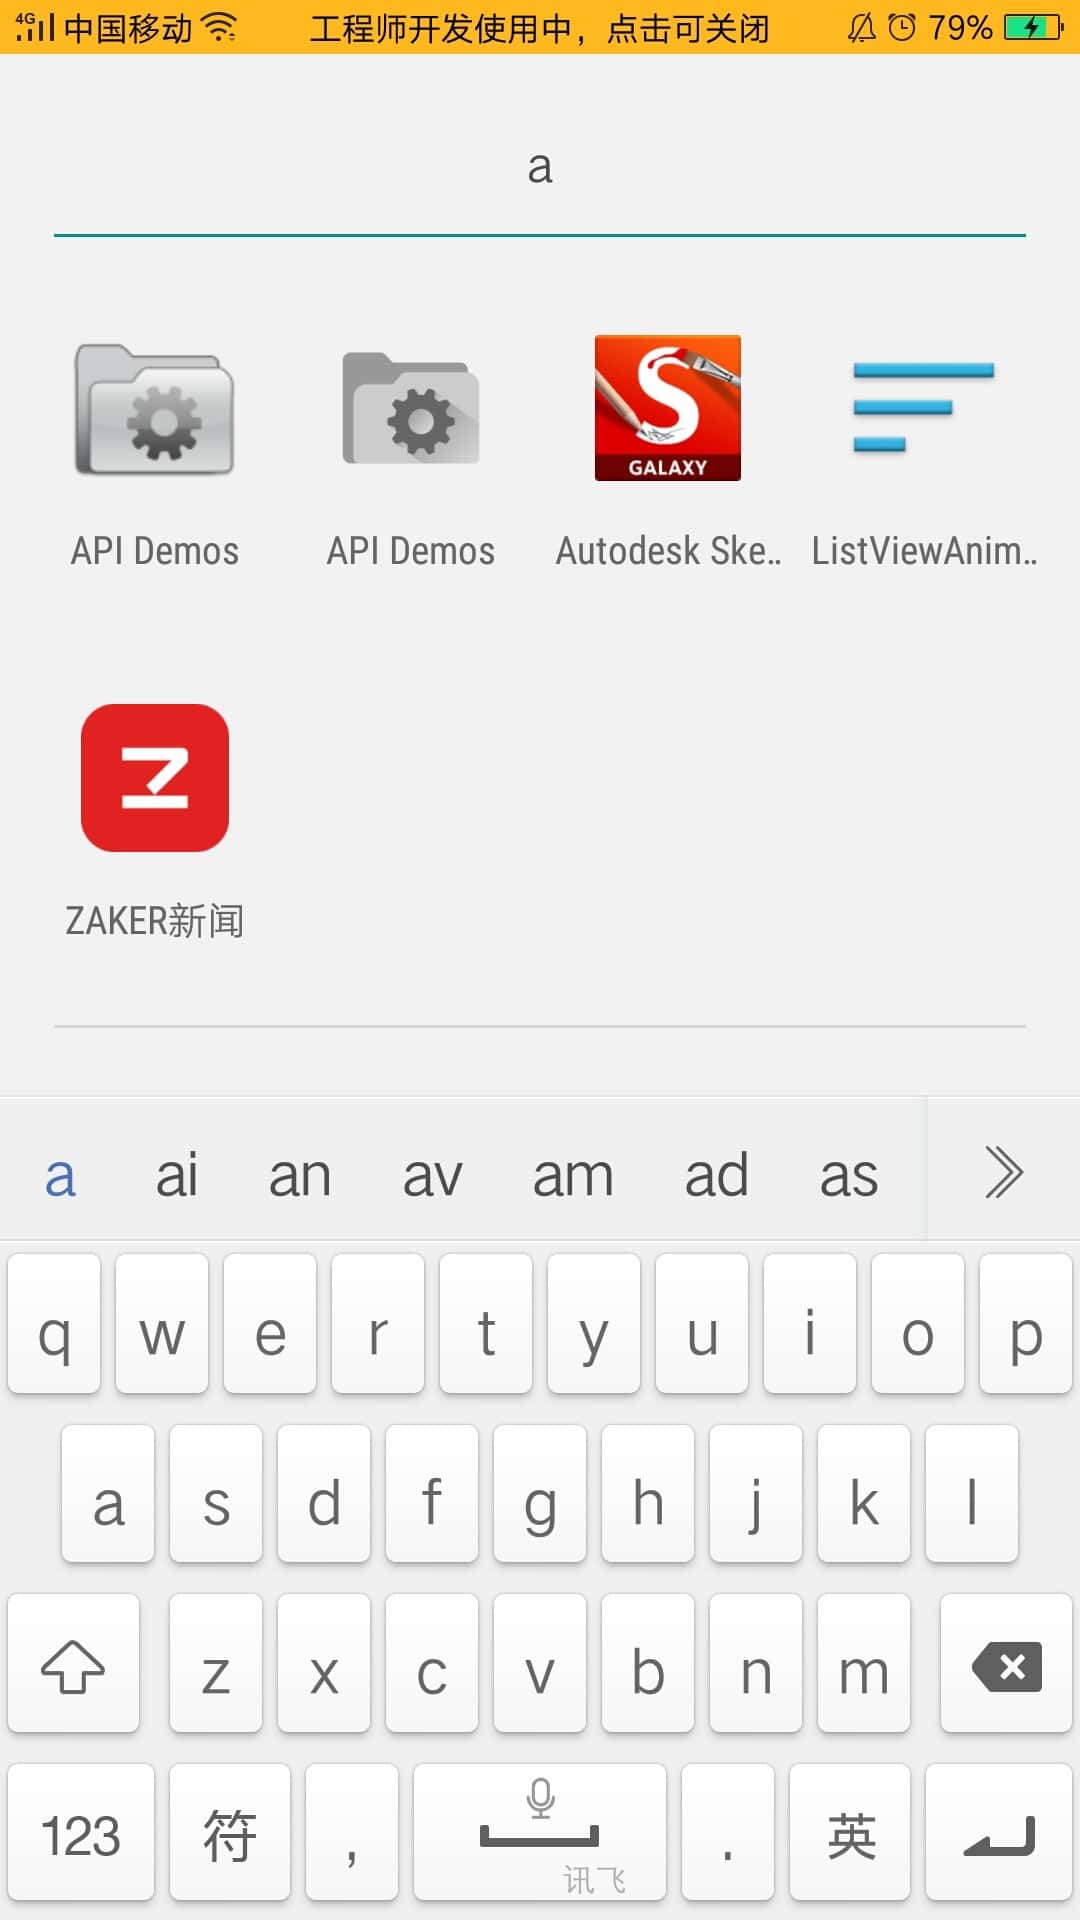 4G 中国移动 工程师开发使用中，点击可关闭 79%
a
GALAXY
API Demos API Demos Autodesk Ske.. ListViewAnim..
Z
ZAKER新闻
a ai an av am ad as
q w e r t y u i o p
a s d f g h j k l
z x c v b n m
123 符 , 讯飞 . 英